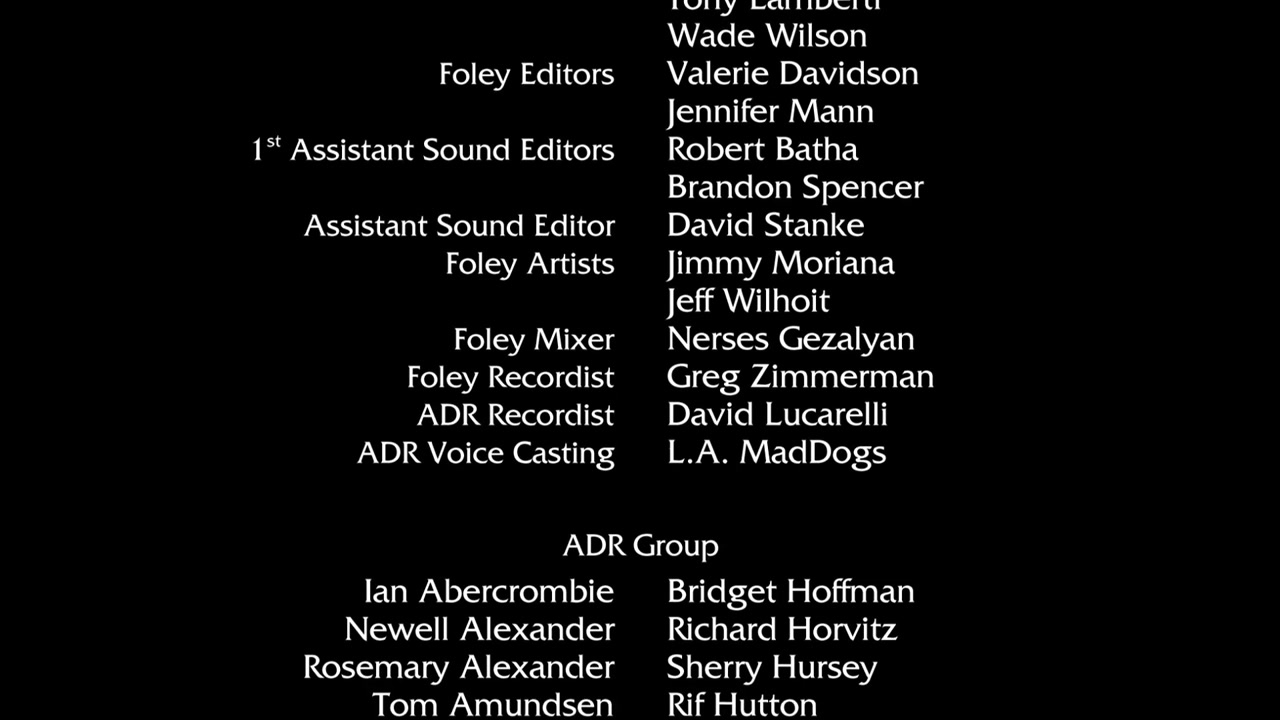 Tony Lamberti
Wade Wilson
Foley Editors Valerie Davidson
Jennifer Mann
1st Assistant Sound Editors Robert Batha
Brandon Spencer
Assistant Sound Editor David Stanke
Foley Artists Jimmy Moriana
Jeff Wilhoit
Foley Mixer Nerses Gezalyan
Foley Recordist Greg Zimmerman
ADR Recordist David Lucarelli
ADR Voice Casting L.A. MadDogs
ADR Group
Ian Abercrombie Bridget Hoffman
Newell Alexander Richard Horvitz
Rosemary Alexander Sherry Hursey
Tom Amundsen Rif Hutton